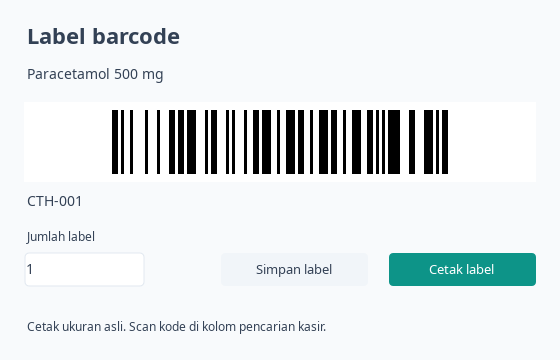 Label barcode
Paracetamol 500 mg
CTH-001
Jumlah label
1
Simpan label
Cetak label
Cetak ukuran asli. Scan kode di kolom pencarian kasir.